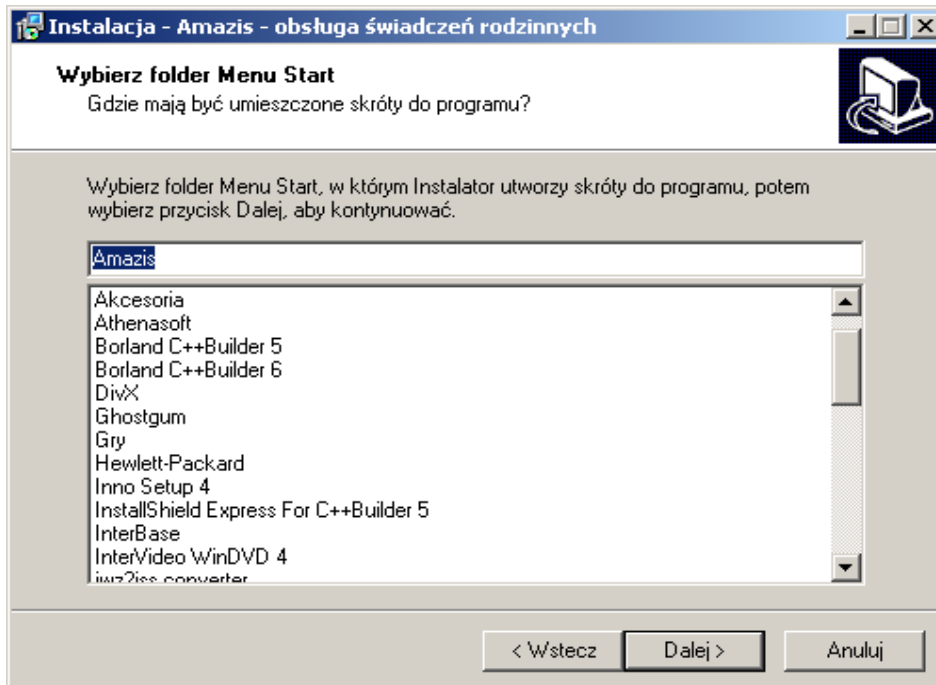 Instalacja - Amazis - obsługa świadczeń rodzinnych
Wybierz folder Menu Start
Gdzie mają być umieszczone skróty do programu?
Wybierz folder Menu Start, w którym Instalator utworzy skróty do programu, potem
wybierz przycisk Dalej, aby kontynuować.
Amazis
Akcesoria
Athenasoft
Borland C++Builder 5
Borland C++Builder 6
DivX
Ghostgum
Gry
Hewlett-Packard
Inno Setup 4
InstallShield Express For C++Builder 5
InterBase
InterVideo WinDVD 4
iwz2iss converter
< Wstecz Dalej > Anuluj